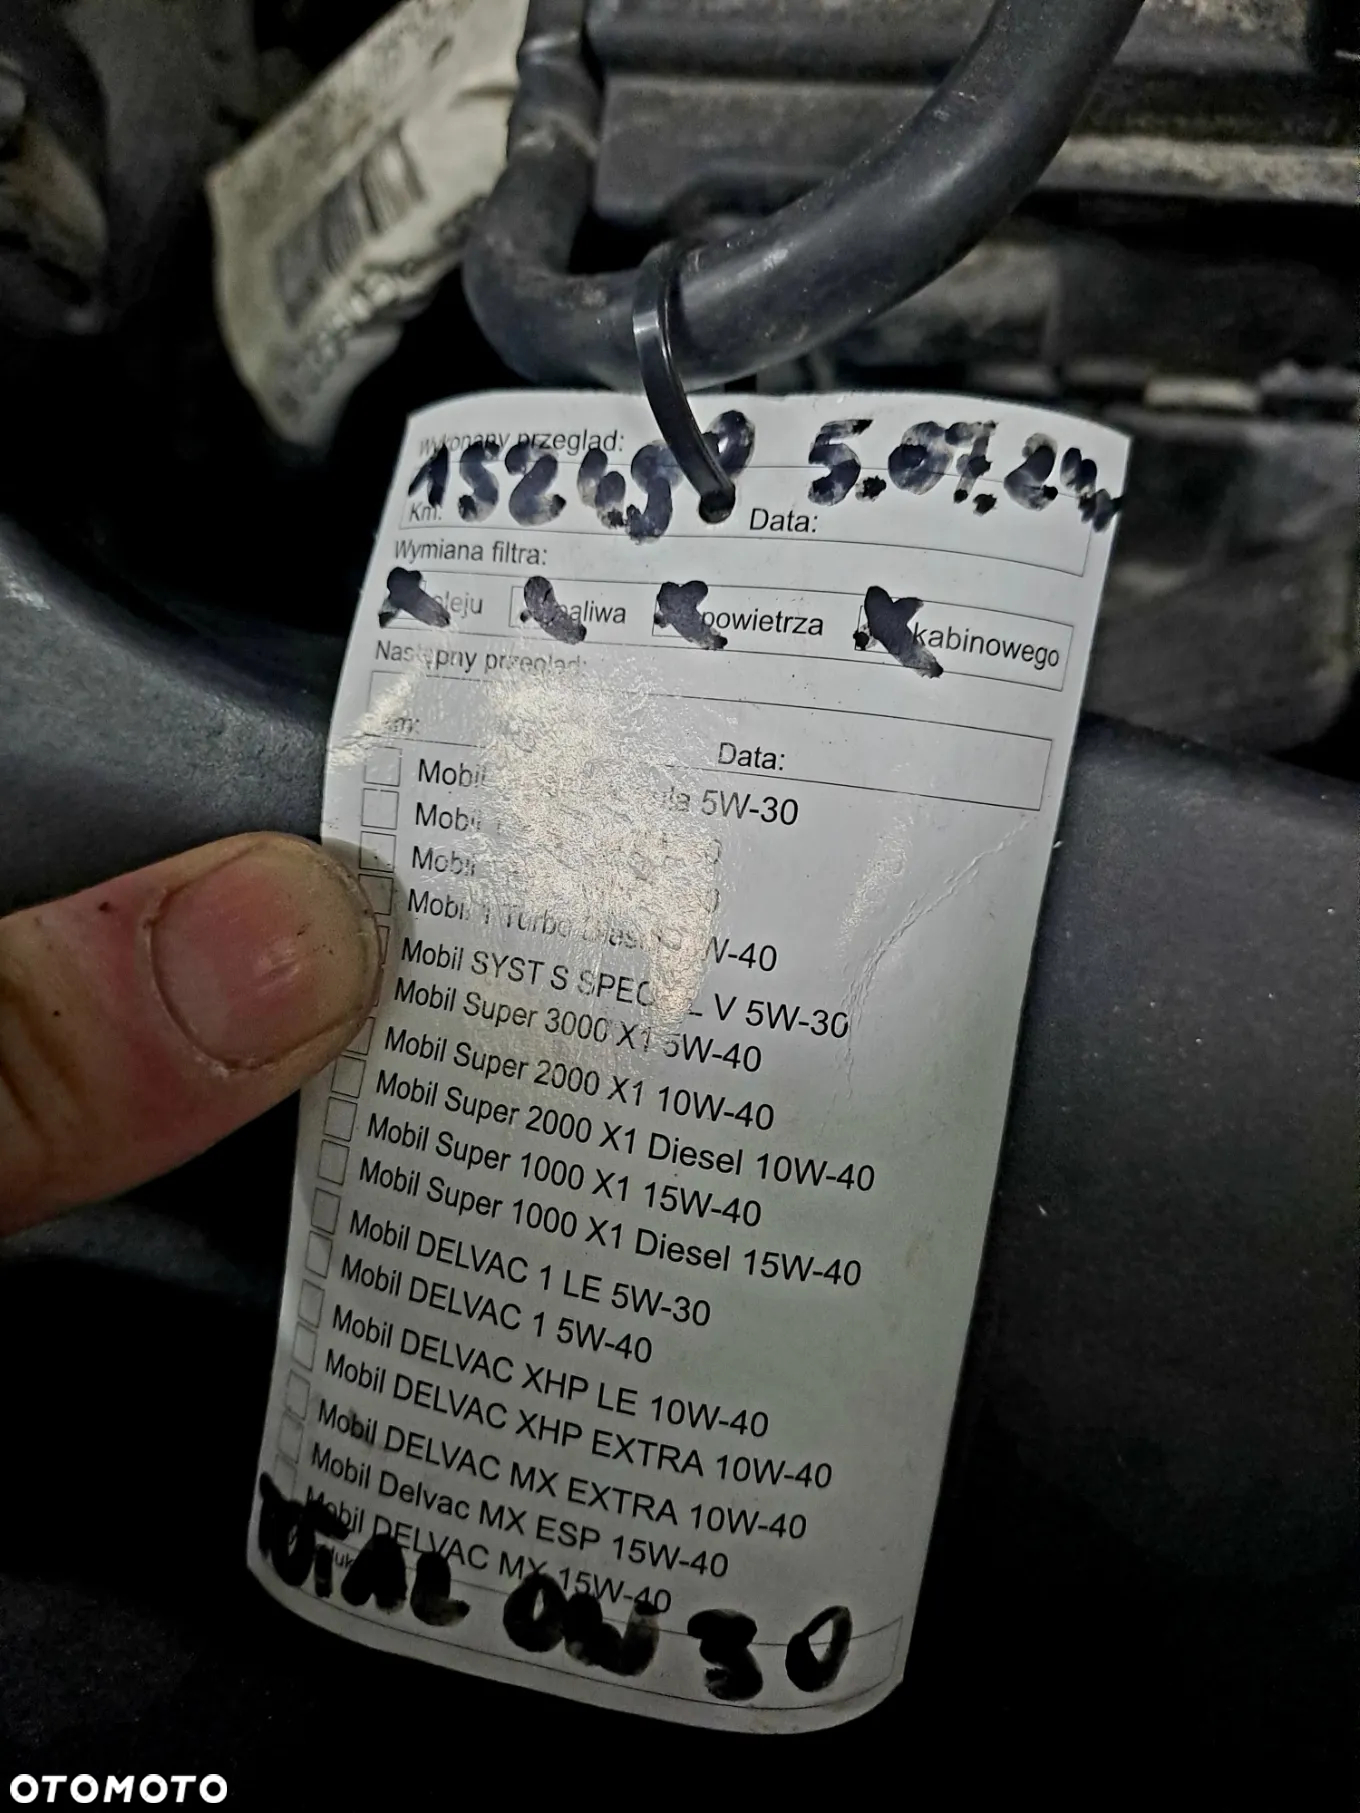 Wykonany przegląd:
5.07.24
Km: Data:
Wymiana filtra:
oleju paliwa powietrza kabinowego
Następny przegląd:
Km: Data:
Mobil 5W-30
Mobil
Mobil
Mobil 1 Turbo W-40
Mobil SYST S SPECIAL V 5W-30
Mobil Super 3000 X1 5W-40
Mobil Super 2000 X1 10W-40
Mobil Super 2000 X1 Diesel 10W-40
Mobil Super 1000 X1 15W-40
Mobil Super 1000 X1 Diesel 15W-40
Mobil DELVAC 1 LE 5W-30
Mobil DELVAC 1 5W-40
Mobil DELVAC XHP LE 10W-40
Mobil DELVAC XHP EXTRA 10W-40
Mobil DELVAC MX EXTRA 10W-40
Mobil Delvac MX ESP 15W-40
Mobil DELVAC MX 15W-40
TOTAL 0W30
OTOMOTO